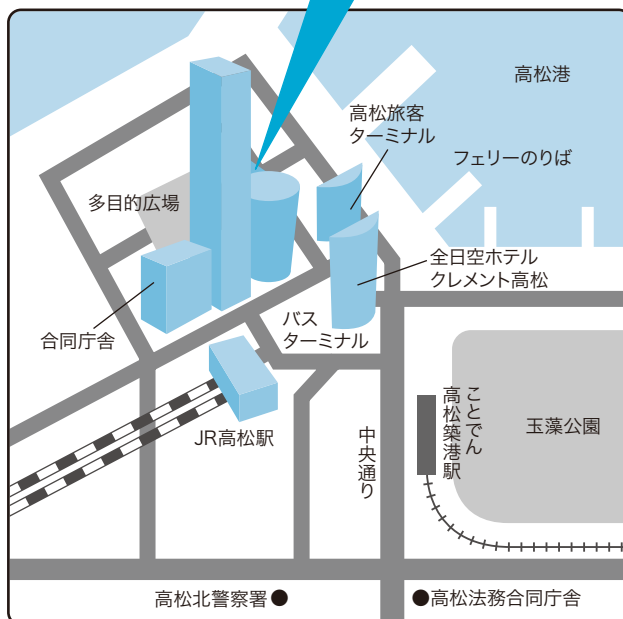 高松港
高松旅客
ターミナル
フェリーのりば
多目的広場
全日空ホテル
クレメント高松
合同庁舎
バス
ターミナル
JR高松駅
中央通り
ことでん
高松築港駅
玉藻公園
高松北警察署
高松法務合同庁舎